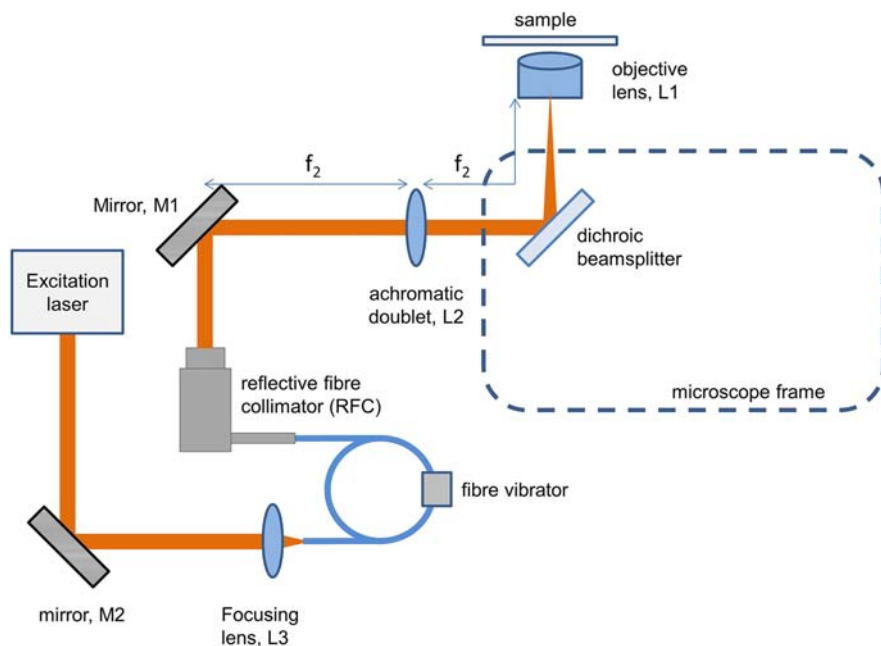 sample
objective
lens, L1
f₂
f₂
Mirror, M1
dichroic
beamsplitter
Excitation
laser
achromatic
doublet, L2
reflective fibre
collimator (RFC)
microscope frame
fibre vibrator
mirror, M2
Focusing
lens, L3